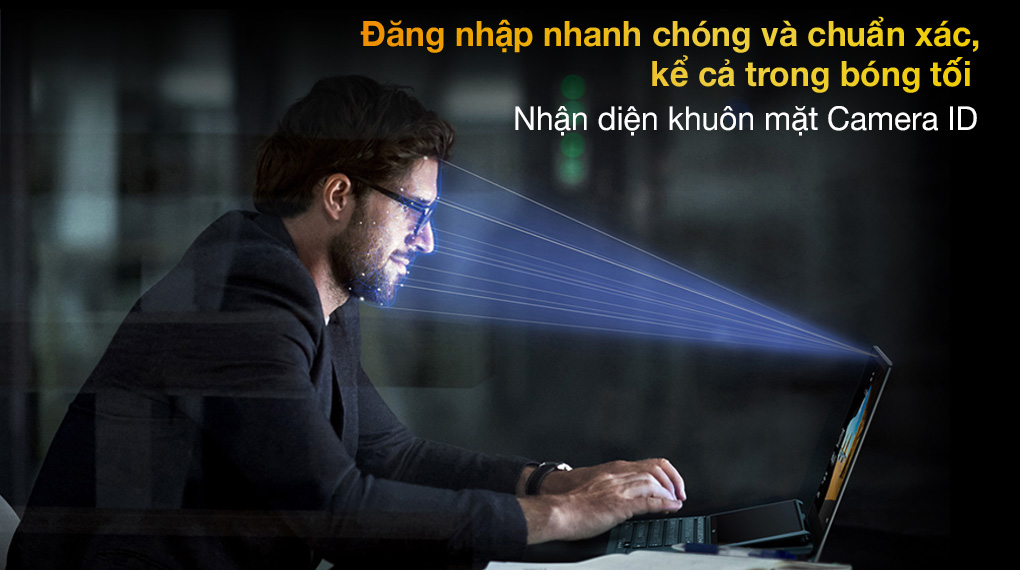 Đăng nhập nhanh chóng và chuẩn xác,
kể cả trong bóng tối
Nhận diện khuôn mặt Camera ID